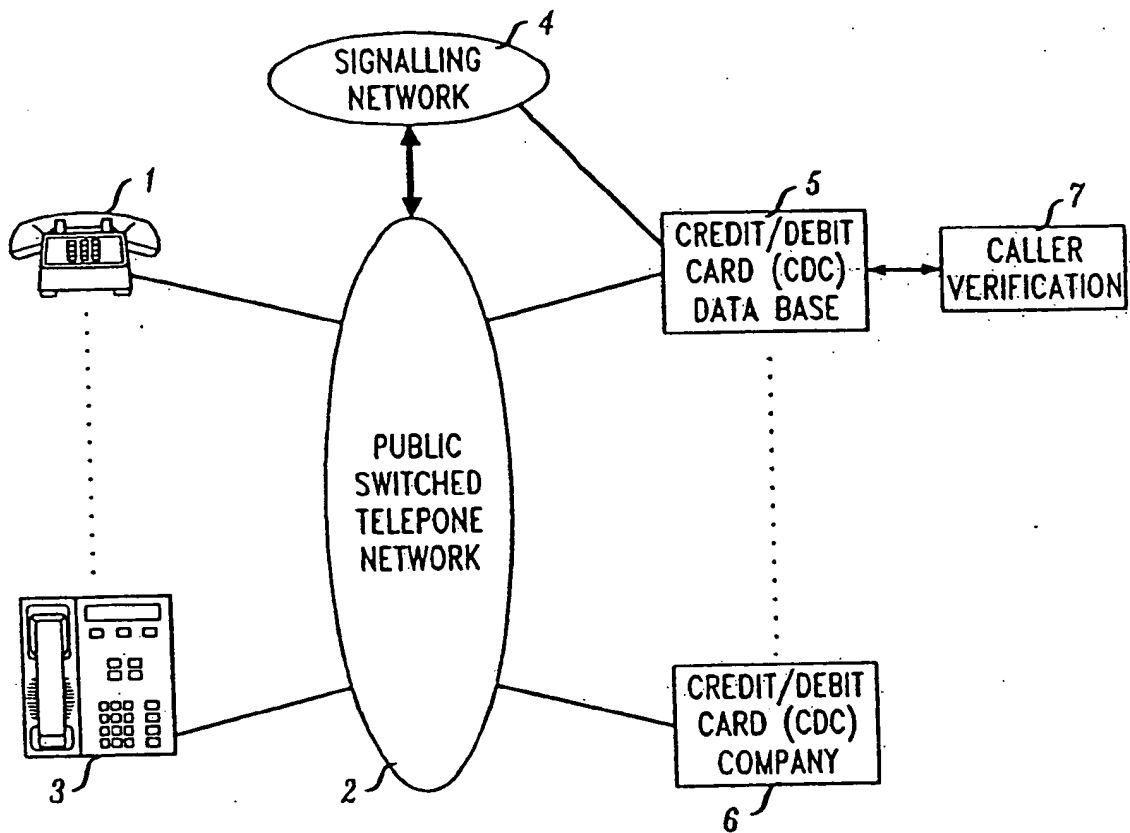 4
SIGNALLING
NETWORK
1
5
CREDIT/DEBIT
CARD (CDC)
DATA BASE
7
CALLER
VERIFICATION
PUBLIC
SWITCHED
TELEPONE
NETWORK
3
2
CREDIT/DEBIT
CARD (CDC)
COMPANY
6